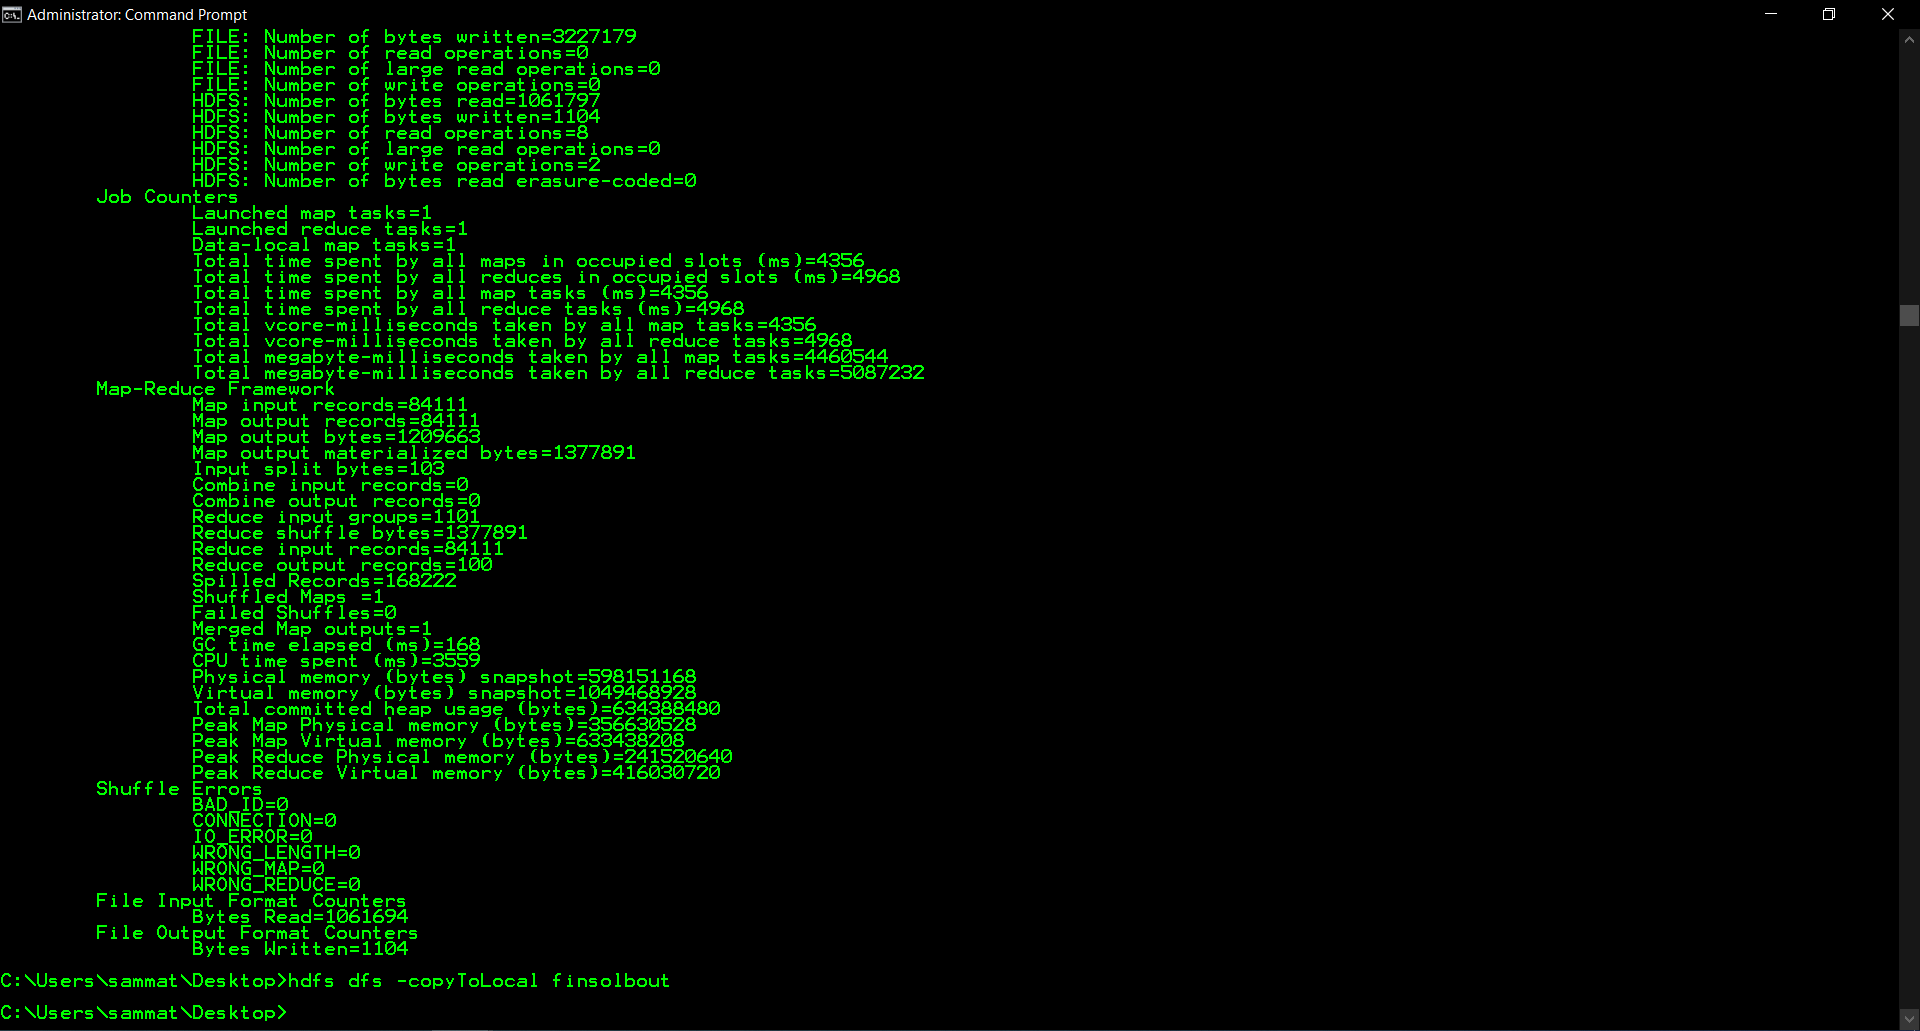 Administrator: Command Prompt
FILE: Number of bytes written=3227179
FILE: Number of read operations=0
FILE: Number of large read operations=0
FILE: Number of write operations=0
HDFS: Number of bytes read=1061797
HDFS: Number of bytes written=1104
HDFS: Number of read operations=8
HDFS: Number of large read operations=0
HDFS: Number of write operations=2
HDFS: Number of bytes read erasure-coded=0
Job Counters
Launched map tasks=1
Launched reduce tasks=1
Data-local map tasks=1
Total time spent by all maps in occupied slots (ms)=4356
Total time spent by all reduces in occupied slots (ms)=4968
Total time spent by all map tasks (ms)=4356
Total time spent by all reduce tasks (ms)=4968
Total vcore-milliseconds taken by all map tasks=4356
Total vcore-milliseconds taken by all reduce tasks=4968
Total megabyte-milliseconds taken by all map tasks=4460544
Total megabyte-milliseconds taken by all reduce tasks=5087232
Map-Reduce Framework
Map input records=84111
Map output records=84111
Map output bytes=1209663
Map output materialized bytes=1377891
Input split bytes=103
Combine input records=0
Combine output records=0
Reduce input groups=1101
Reduce shuffle bytes=1377891
Reduce input records=84111
Reduce output records=100
Spilled Records=168222
Shuffled Maps =1
Failed Shuffles=0
Merged Map outputs=1
GC time elapsed (ms)=168
CPU time spent (ms)=3559
Physical memory (bytes) snapshot=598151168
Virtual memory (bytes) snapshot=1049468928
Total committed heap usage (bytes)=634388480
Peak Map Physical memory (bytes)=356630528
Peak Map Virtual memory (bytes)=633438208
Peak Reduce Physical memory (bytes)=241520640
Peak Reduce Virtual memory (bytes)=416030720
Shuffle Errors
BAD_ID=0
CONNECTION=0
IO_ERROR=0
WRONG_LENGTH=0
WRONG_MAP=0
WRONG_REDUCE=0
File Input Format Counters
Bytes Read=1061694
File Output Format Counters
Bytes Written=1104
C:\Users\sammat\Desktop>hdfs dfs -copyToLocal finsolbout
C:\Users\sammat\Desktop>